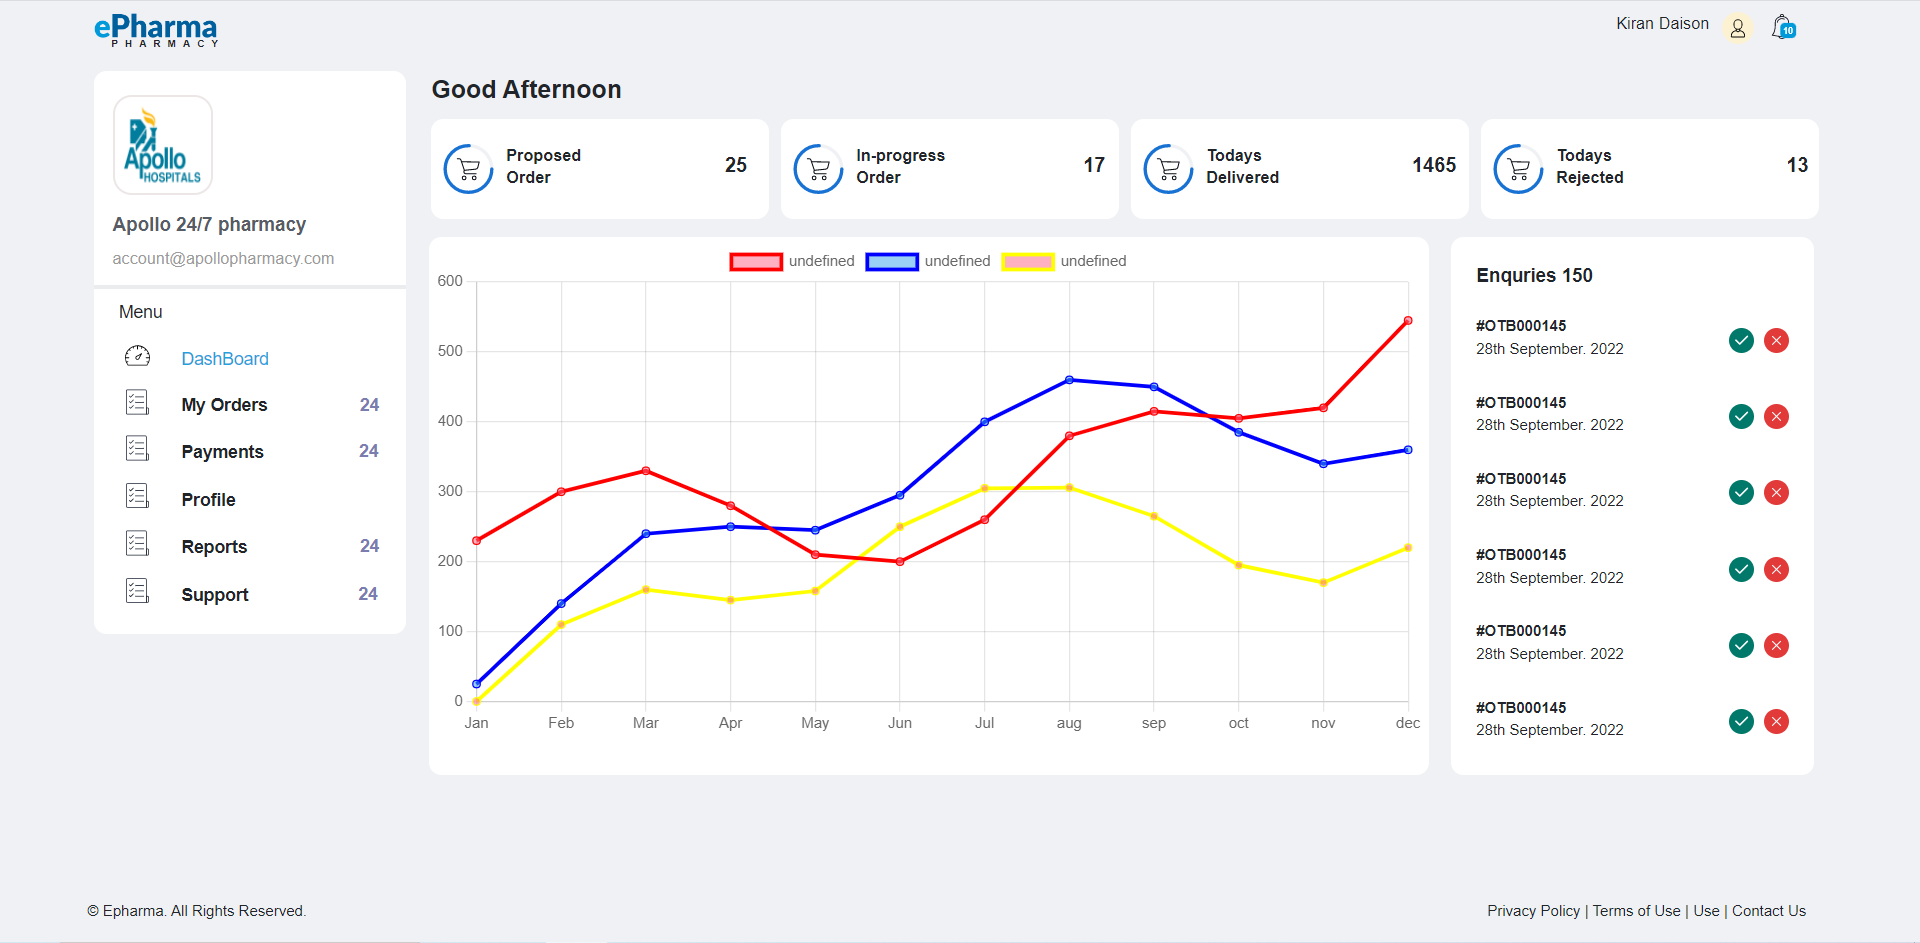 ePharma
PHARMACY
Kiran Daison
10
Apollo
HOSPITALS
Apollo 24/7 pharmacy
account@apollopharmacy.com
Menu
DashBoard
My Orders 24
Payments 24
Profile
Reports 24
Support 24
Good Afternoon
Proposed
Order
25
In-progress
Order
17
Todays
Delivered
1465
Todays
Rejected
13
undefined undefined undefined
600
500
400
300
200
100
0
Jan Feb Mar Apr May Jun Jul aug sep oct nov dec
Enquries 150
#OTB000145
28th September. 2022
#OTB000145
28th September. 2022
#OTB000145
28th September. 2022
#OTB000145
28th September. 2022
#OTB000145
28th September. 2022
#OTB000145
28th September. 2022
© Epharma. All Rights Reserved.
Privacy Policy | Terms of Use | Use | Contact Us